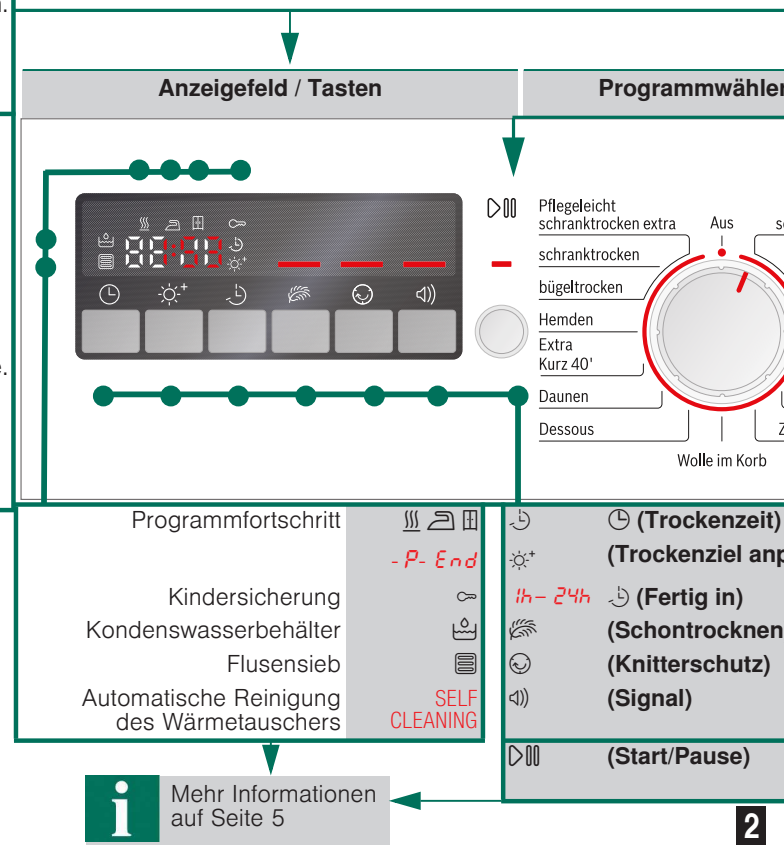 Anzeigefeld / Tasten
Programmwähler
Pflegeleicht
schranktrocken extra
Aus
schranktrocken
bügeltrocken
Hemden
Extra
Kurz 40'
Daunen
Dessous
Wolle im Korb
Programmfortschritt
- P- End
Kindersicherung
Kondenswasserbehälter
Flusensieb
Automatische Reinigung
des Wärmetauschers
SELF
CLEANING
(Trockenzeit)
(Trockenziel anp
1h – 24h (Fertig in)
(Schontrocknen
(Knitterschutz)
(Signal)
(Start/Pause)
i Mehr Informationen
auf Seite 5
2